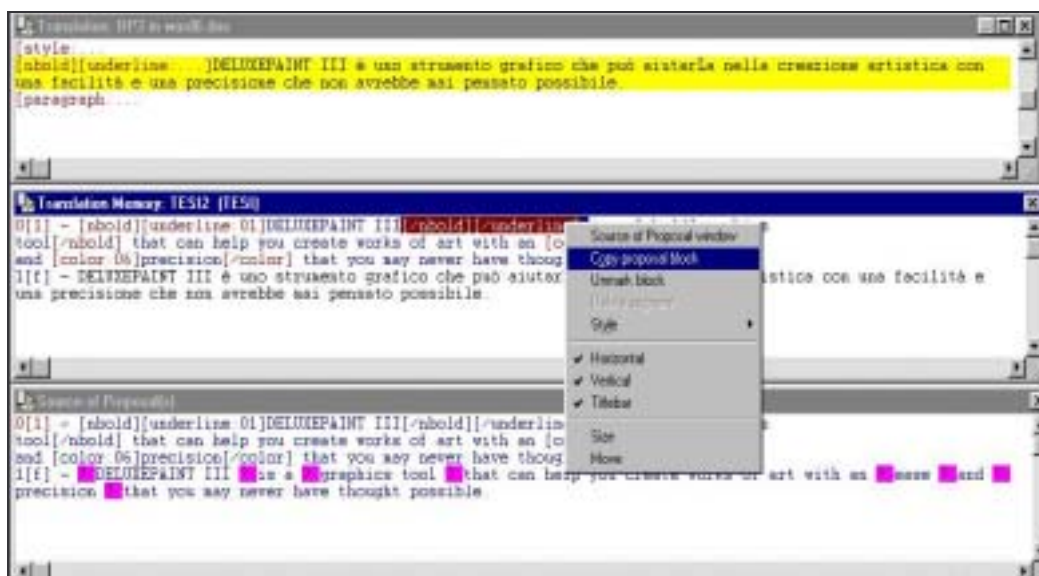 Translation: DP3 in word6.doc
[style....
[nbold][underline....]DELUXEPAINT III è uno strumento grafico che può aiutarLa nella creazione artistica con
una facilità e una precisione che non avrebbe mai pensato possibile.
[paragraph....
Translation Memory: TESI2 (TESI)
0[1] - [nbold][underline 01]DELUXEPAINT III[/nbold][/underline
tool[/nbold] that can help you create works of art with an [co
and [color 06]precision[/color] that you may never have thoug
1[f] - DELUXEPAINT III è uno strumento grafico che può aiutar istica con una facilità e
una precisione che non avrebbe mai pensato possibile.
Source of Proposal window
Copy proposal block
Unmark block
Style
Horizontal
Vertical
Titlebar
Size
Move
Source of Proposal(s)
0[1] - [nbold][underline 01]DELUXEPAINT III[/nbold][/underlin
tool[/nbold] that can help you create works of art with an [co
and [color 06]precision[/color] that you may never have thoug
1[f] - DELUXEPAINT III is a graphics tool that can help you create works of art with an ease and
precision that you may never have thought possible.